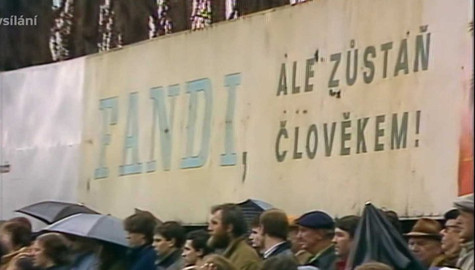 vysílání
FANDI, ALE ZŮSTAŇ
ČLOVĚKEM!